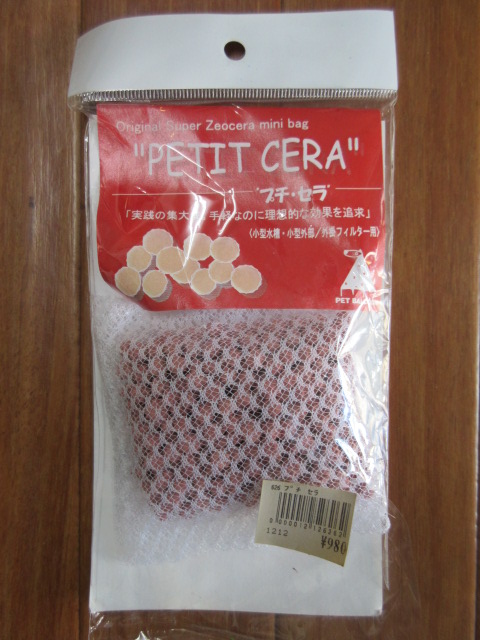 Original Super Zeocera mini bag
"PETIT CERA"
プチ・セラ
「実践の集大 手軽なのに理想的な効果を追求」
(小型水槽・小型外部/外掛フィルター用)
PET
626 プチ セラ
1212
¥980